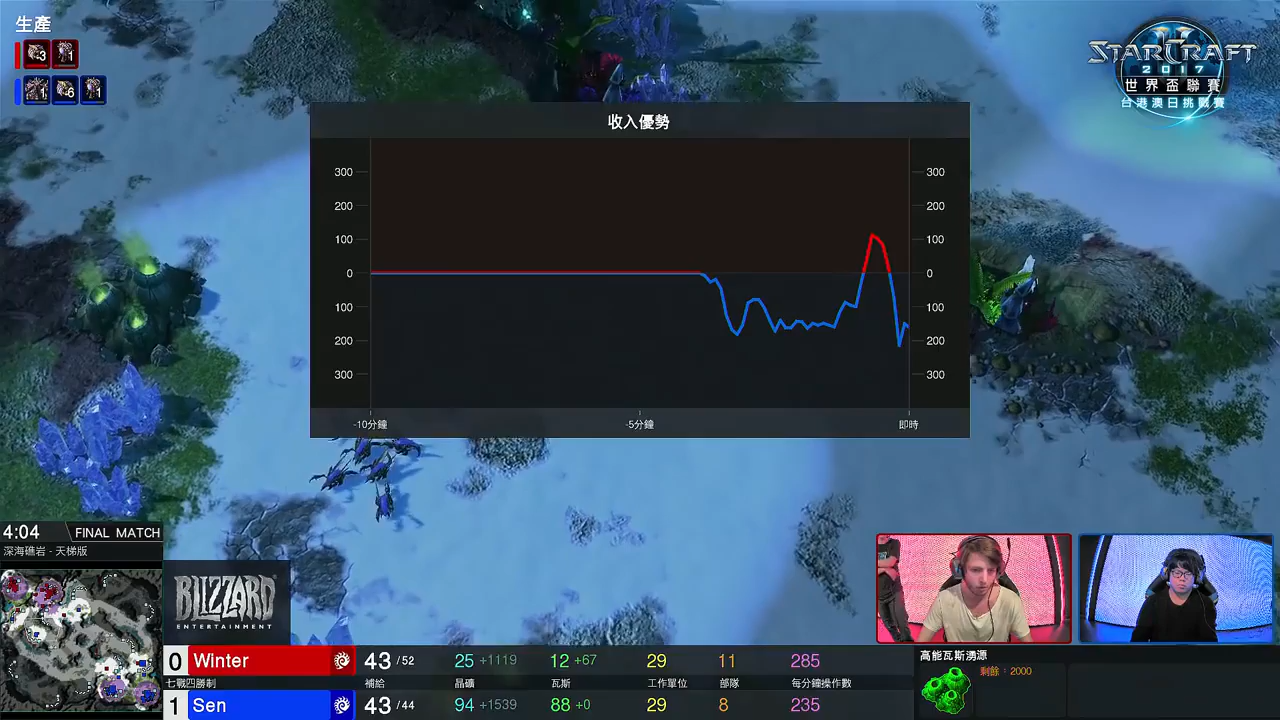 生產
3 1
1 6 1
STARCRAFT II
2017
世界盃聯賽
台港澳日挑戰賽
收入優勢
300 300
200 200
100 100
0 0
100 100
200 200
300 300
-10分鐘 -5分鐘 即時
4:04 FINAL MATCH
深海礁岩 - 天梯版
BLIZZARD
ENTERTAINMENT
0 Winter 43 /52 25 +1119 12 +67 29 11 285
七戰四勝制 補給 晶礦 瓦斯 工作單位 部隊 每分鐘操作數
1 Sen 43 /44 94 +1539 88 +0 29 8 235
高能瓦斯湧源
剩餘：2000